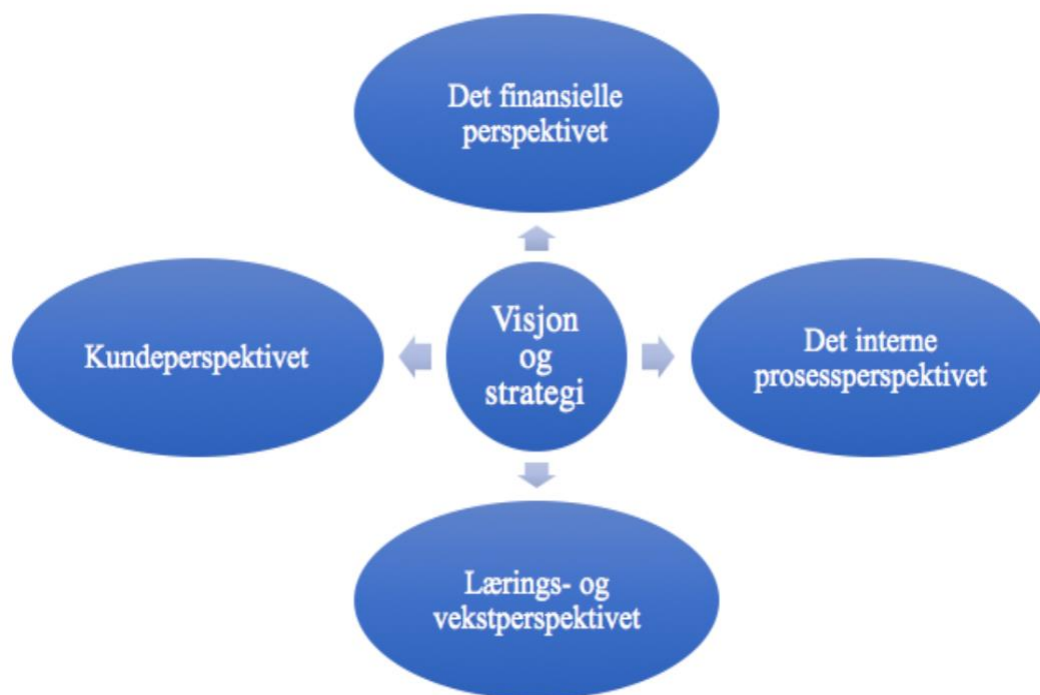 Det finansielle
perspektivet
Kundeperspektivet
Visjon
og
strategi
Det interne
prosessperspektivet
Lærings- og
vekstperspektivet